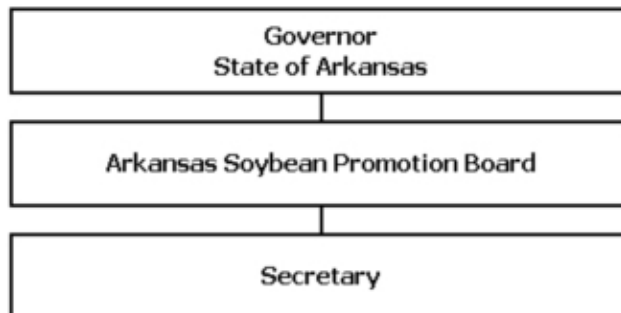 Governor
State of Arkansas
Arkansas Soybean Promotion Board
Secretary